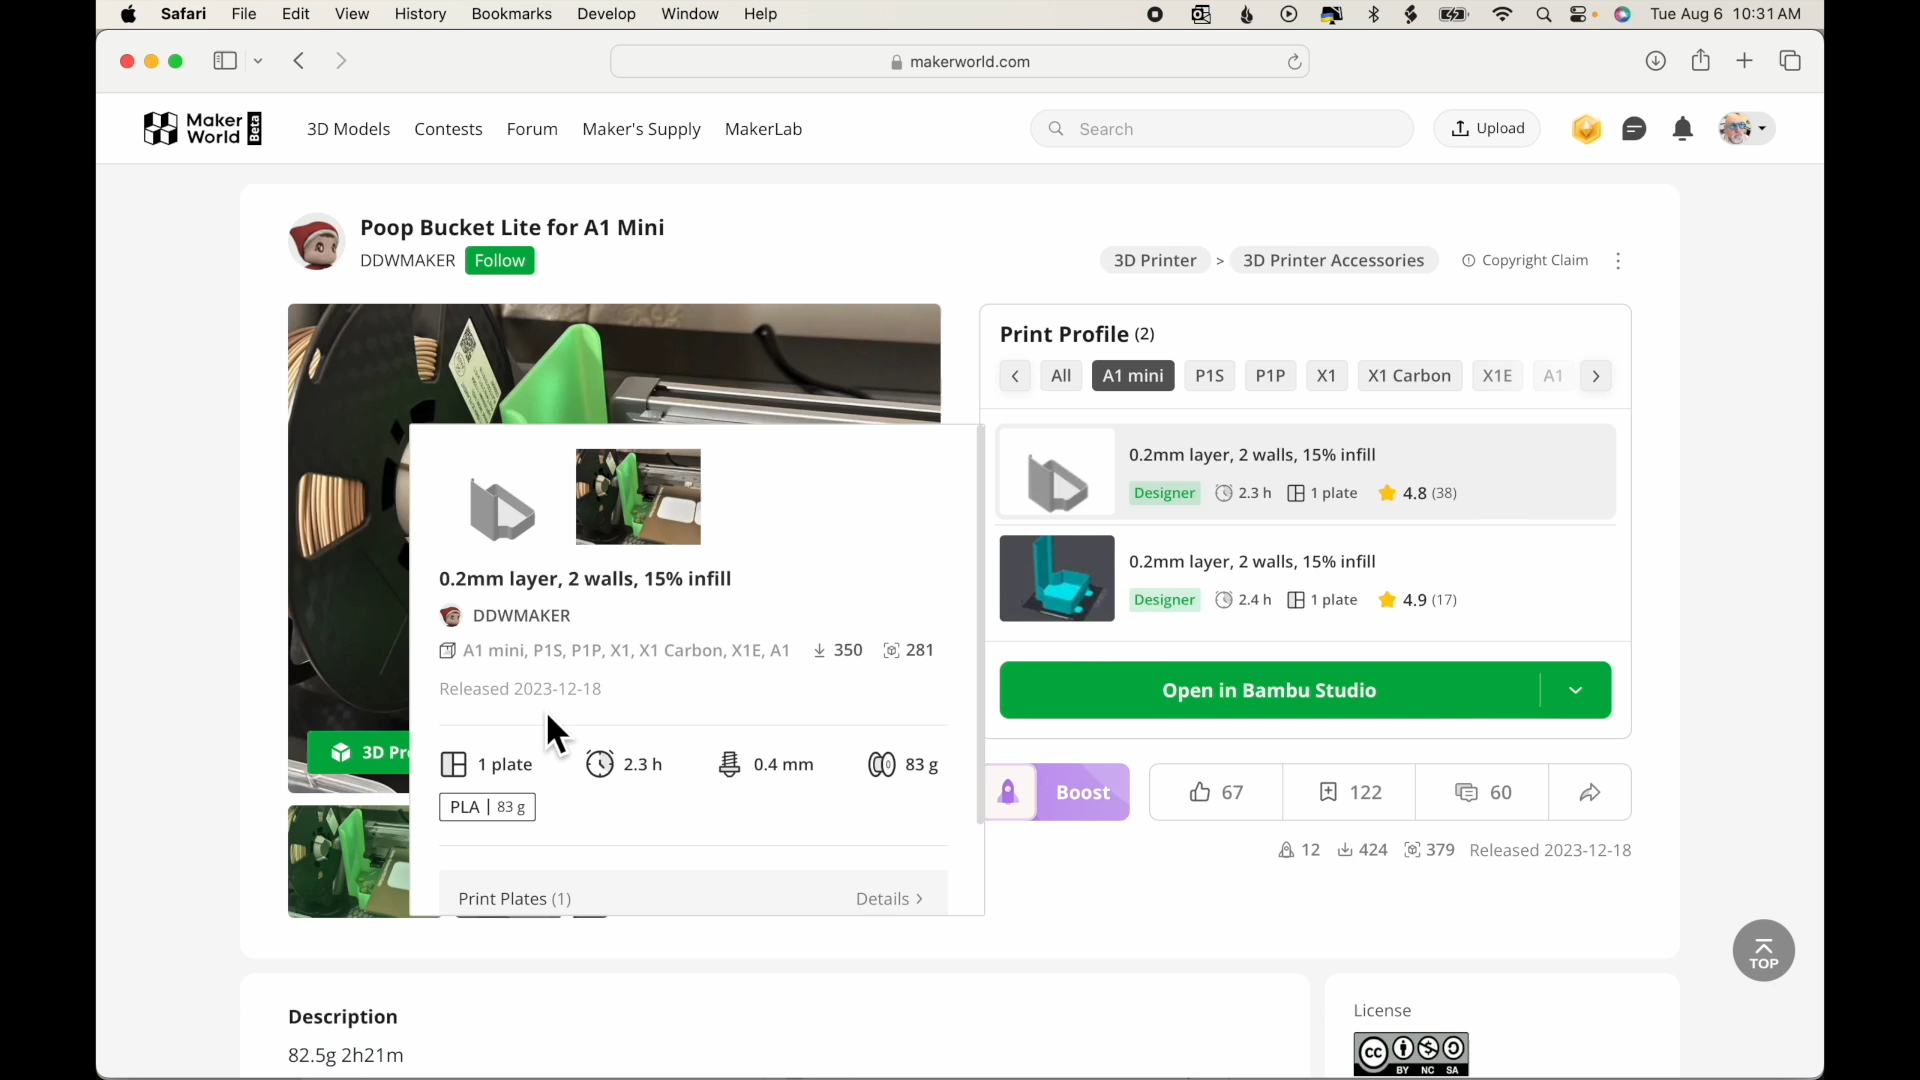 Safari File Edit View History Bookmarks Develop Window Help Tue Aug 6 10:31 AM
makerworld.com
Maker World Beta
3D Models Contests Forum Maker's Supply MakerLab Search Upload
Poop Bucket Lite for A1 Mini
DDWMAKER Follow
3D Printer > 3D Printer Accessories Copyright Claim
Print Profile (2)
All A1 mini P1S P1P X1 X1 Carbon X1E A1
0.2mm layer, 2 walls, 15% infill
Designer 2.3 h 1 plate 4.8 (38)
0.2mm layer, 2 walls, 15% infill
Designer 2.4 h 1 plate 4.9 (17)
Open in Bambu Studio
0.2mm layer, 2 walls, 15% infill
DDWMAKER
A1 mini, P1S, P1P, X1, X1 Carbon, X1E, A1 350 281
Released 2023-12-18
1 plate 2.3 h 0.4 mm 83 g
PLA | 83 g
Print Plates (1) Details >
3D Pr
Boost 67 122 60
12 424 379 Released 2023-12-18
TOP
Description
82.5g 2h21m
License
CC BY NC SA